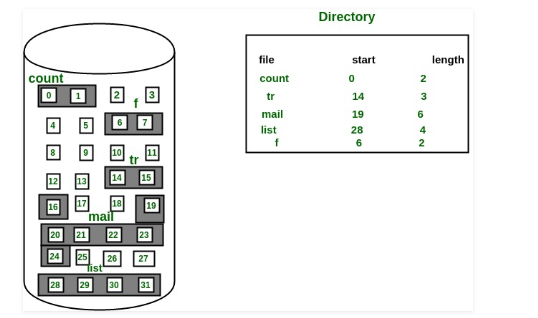 Directory
file start length
count 0 2
tr 14 3
mail 19 6
list 28 4
f 6 2
count
0 1 2 3
f
4 5 6 7
8 9 10 11
tr
12 13 14 15
16 17 18 19
mail
20 21 22 23
24 25 26 27
list
28 29 30 31